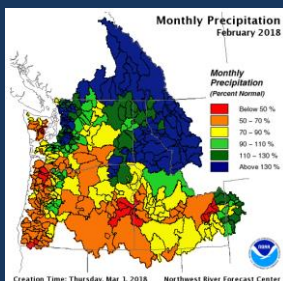 Monthly Precipitation
February 2018
Monthly
Precipitation
(Percent Normal)
Below 50 %
50 - 70 %
70 - 90 %
90 - 110 %
110 - 130 %
Above 130 %
noaa
Creation Time: Thursday, Mar 1, 2018 Northwest River Forecast Center